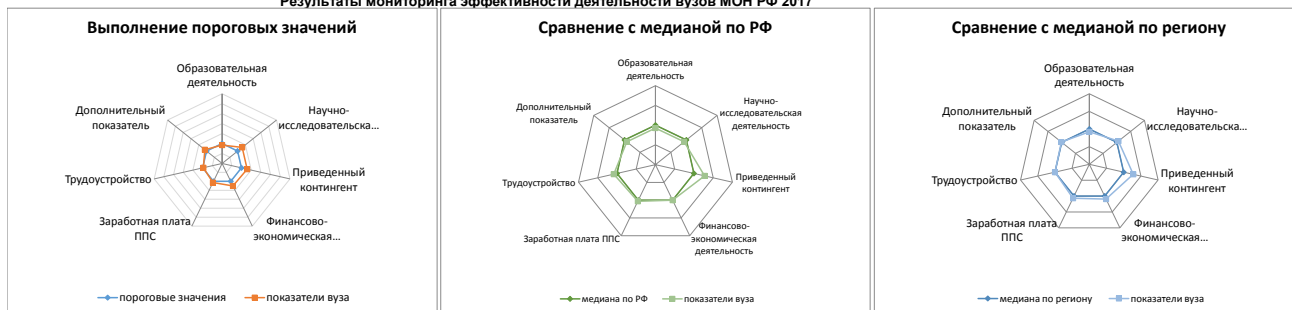 Результаты мониторинга эффективности деятельности вузов МОН РФ 2017
Выполнение пороговых значений
Образовательная
деятельность
Научно-
исследовательска...
Приведенный
контингент
Финансово-
экономическая...
Заработная плата
ППС
Трудоустройство
Дополнительный
показатель
пороговые значения
показатели вуза
Сравнение с медианой по РФ
Образовательная
деятельность
Научно-
исследовательская
деятельность
Приведенный
контингент
Финансово-
экономическая
деятельность
Заработная плата ППС
Трудоустройство
Дополнительный
показатель
медиана по РФ
показатели вуза
Сравнение с медианой по региону
Образовательная
деятельность
Научно-
исследовательска...
Приведенный
контингент
Финансово-
экономическая...
Заработная плата
ППС
Трудоустройство
Дополнительный
показатель
медиана по региону
показатели вуза